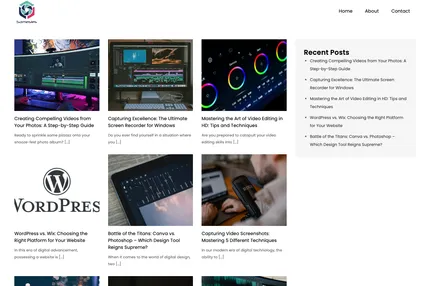 Home
About
Contact
Creating Compelling Videos from
Your Photos: A Step-by-Step Guide
Ready to sprinkle some pizzazz onto your
snooze-fest photo album? [...]
Capturing Excellence: The Ultimate
Screen Recorder for Windows
Do you ever find yourself in a situation where
you [...]
Mastering the Art of Video Editing in
HD: Tips and Techniques
Are you prepared to catapult your video
editing skills into [...]
Recent Posts
Creating Compelling Videos from Your Photos: A
Step-by-Step Guide
Capturing Excellence: The Ultimate Screen
Recorder for Windows
Mastering the Art of Video Editing in HD: Tips and
Techniques
WordPress vs. Wix: Choosing the Right Platform
for Your Website
Battle of the Titans: Canva vs. Photoshop –
Which Design Tool Reigns Supreme?
WORDPRESS
WordPress vs. Wix: Choosing the
Right Platform for Your Website
In this era of digital advancement,
possessing a website is [...]
Battle of the Titans: Canva vs.
Photoshop – Which Design Tool
Reigns Supreme?
When it comes to the world of digital design,
two [...]
Capturing Video Screenshots:
Mastering 5 Different Techniques
In our modern era of digital technology, the
ability to [...]